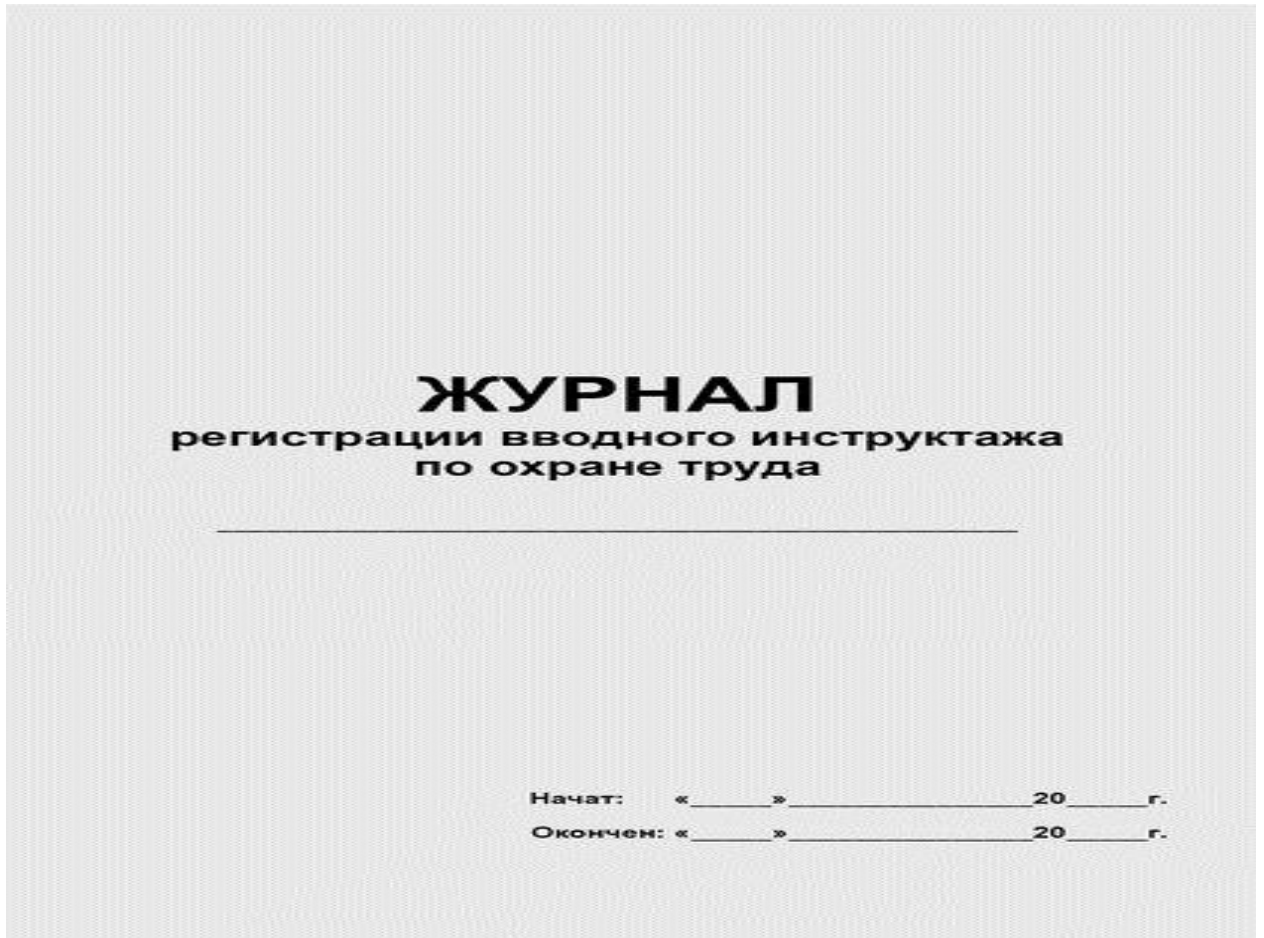 ЖУРНАЛ
регистрации вводного инструктажа
по охране труда
Начат: «______»__________________20______г.
Окончен: «______»__________________20______г.